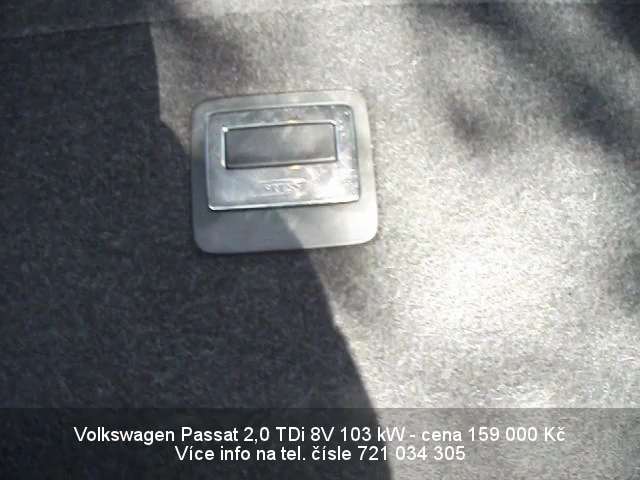 Volkswagen Passat 2,0 TDi 8V 103 kW - cena 159 000 Kč
Více info na tel. čísle 721 034 305